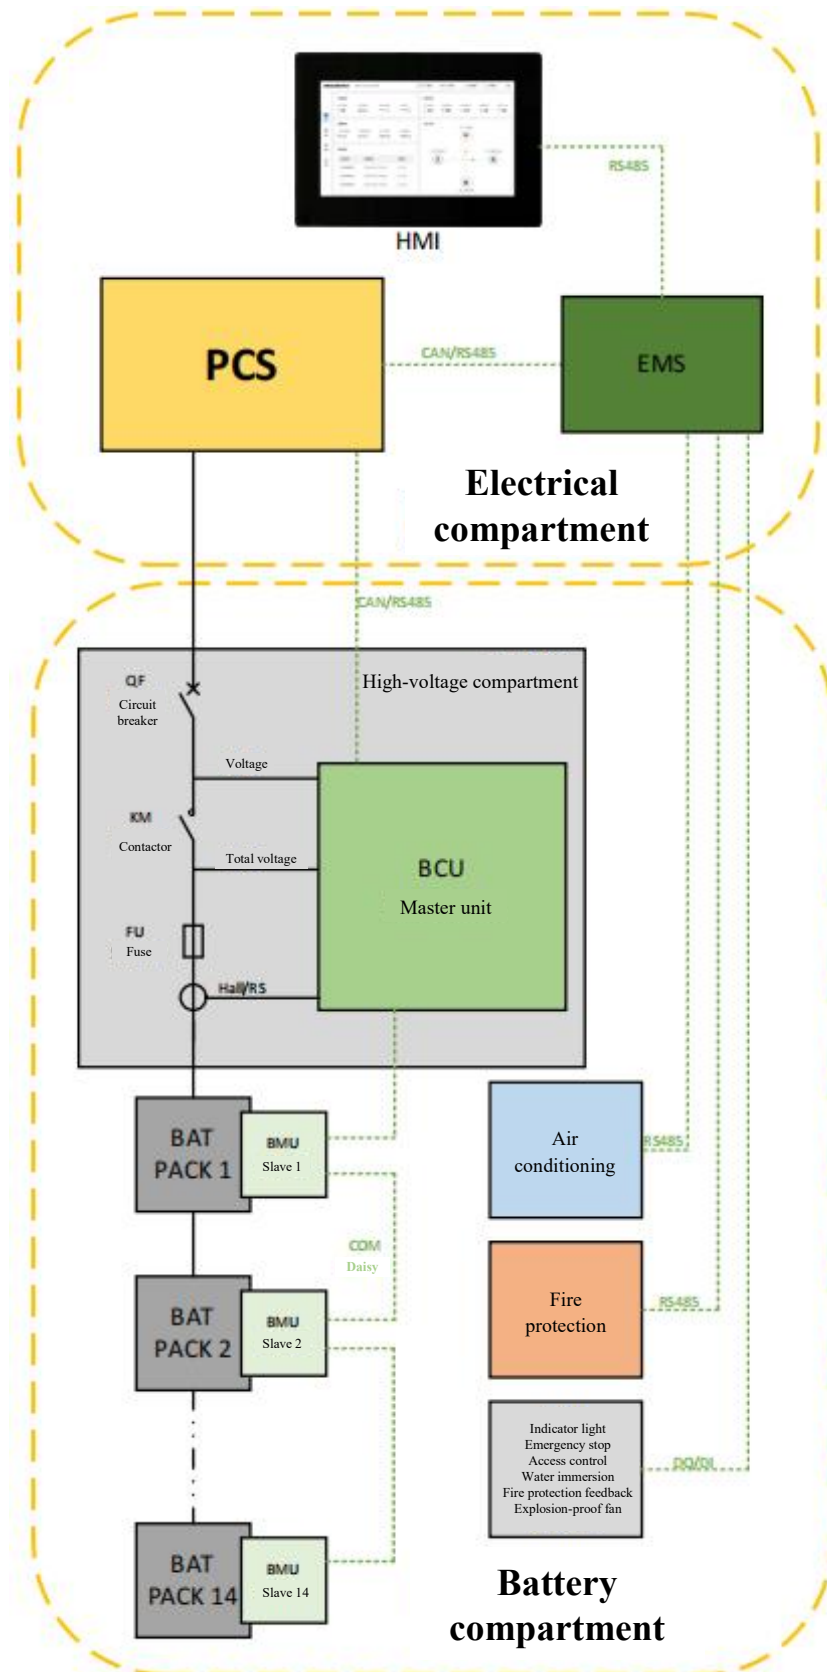 RS485
HMI
PCS
CAN/RS485
EMS
Electrical
compartment
CAN/RS485
High-voltage compartment
QF
Circuit
breaker
Voltage
KM
Contactor
Total voltage
BCU
Master unit
FU
Fuse
Hall/RS
BAT
PACK 1
BMU
Slave 1
Air
conditioning
RS485
COM
Daisy
BAT
PACK 2
BMU
Slave 2
Fire
protection
RS485
Indicator light
Emergency stop
Access control
Water immersion
Fire protection feedback
Explosion-proof fan
DO/DI
BAT
PACK 14
BMU
Slave 14
Battery
compartment